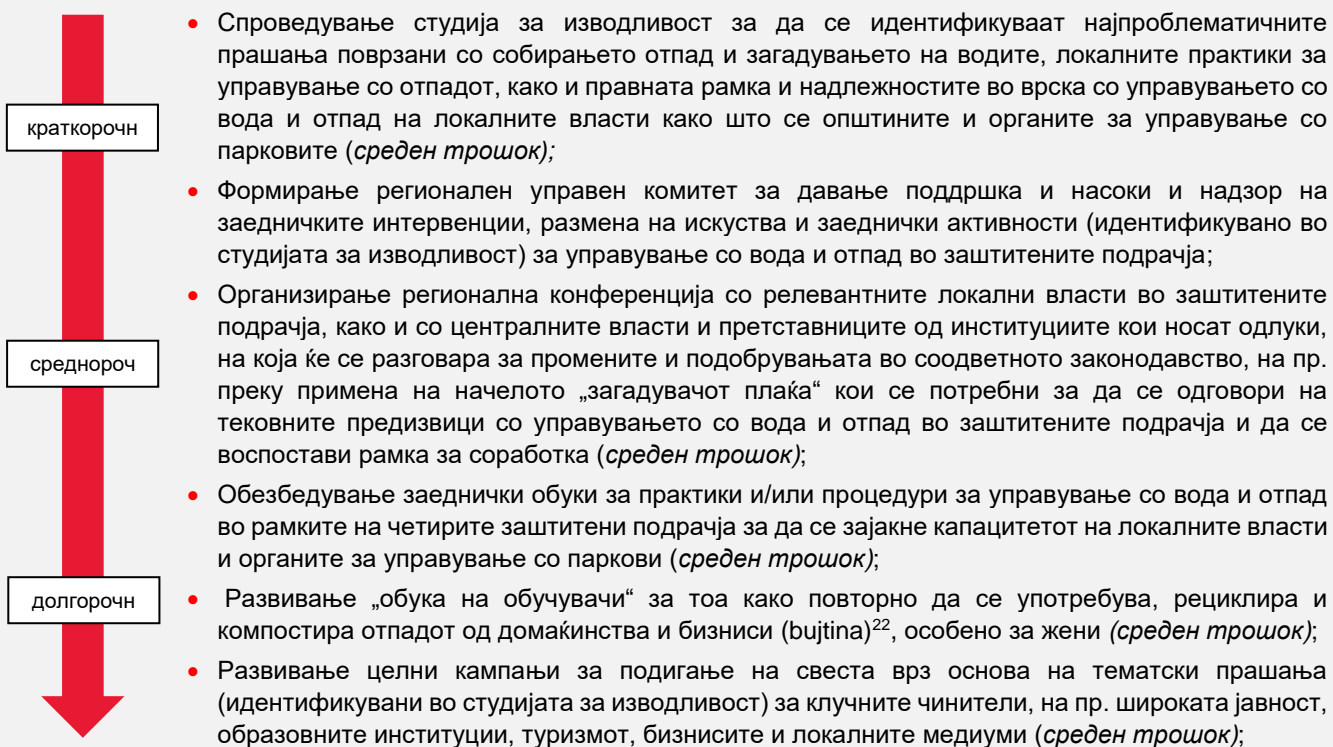 • Спроведување студија за изводливост за да се идентификуваат најпроблематичните
прашања поврзани со собирањето отпад и загадувањето на водите, локалните практики за
управување со отпадот, како и правната рамка и надлежностите во врска со управувањето со
вода и отпад на локалните власти како што се општините и органите за управување со
парковите (среден трошок);
краткорочн
• Формирање регионален управен комитет за давање поддршка и насоки и надзор на
заедничките интервенции, размена на искуства и заеднички активности (идентификувано во
студијата за изводливост) за управување со вода и отпад во заштитените подрачја;
• Организирање регионална конференција со релевантните локални власти во заштитените
подрачја, како и со централните власти и претставниците од институциите кои носат одлуки,
на која ќе се разговара за промените и подобрувањата во соодветното законодавство, на пр.
преку примена на начелото „загадувачот плаќа“ кои се потребни за да се одговори на
тековните предизвици со управувањето со вода и отпад во заштитените подрачја и да се
воспостави рамка за соработка (среден трошок);
среднороч
• Обезбедување заеднички обуки за практики и/или процедури за управување со вода и отпад
во рамките на четирите заштитени подрачја за да се зајакне капацитетот на локалните власти
и органите за управување со паркови (среден трошок);
долгорочн
• Развивање „обука на обучувачи“ за тоа како повторно да се употребува, рециклира и
компостира отпадот од домаќинства и бизниси (bujtina)22, особено за жени (среден трошок);
• Развивање целни кампањи за подигање на свеста врз основа на тематски прашања
(идентификувани во студијата за изводливост) за клучните чинители, на пр. широката јавност,
образовните институции, туризмот, бизнисите и локалните медиуми (среден трошок);